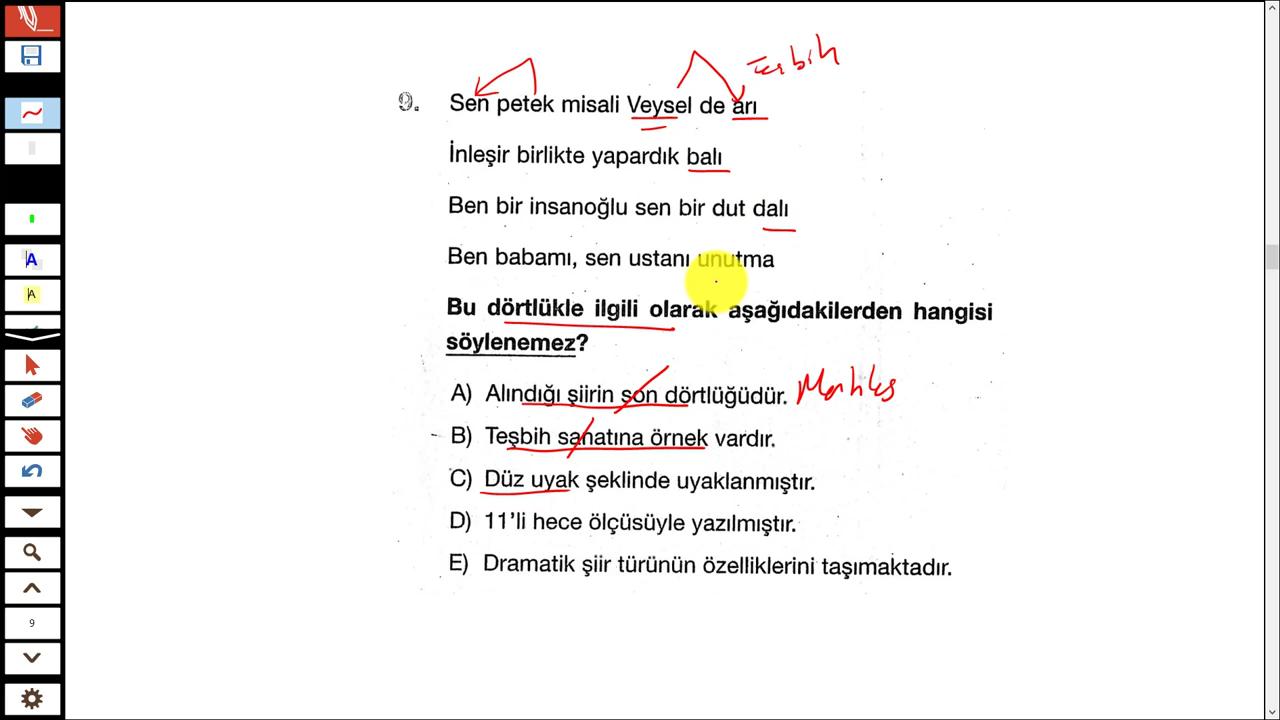 Teşbih
9. Sen petek misali Veysel de arı
İnleşir birlikte yapardık balı
Ben bir insanoğlu sen bir dut dalı
Ben babamı, sen ustanı unutma
Bu dörtlükle ilgili olarak aşağıdakilerden hangisi
söylenemez?
A) Alındığı şiirin son dörtlüğüdür. Mahlas
B) Teşbih sanatına örnek vardır.
C) Düz uyak şeklinde uyaklanmıştır.
D) 11'li hece ölçüsüyle yazılmıştır.
E) Dramatik şiir türünün özelliklerini taşımaktadır.
A
A
9